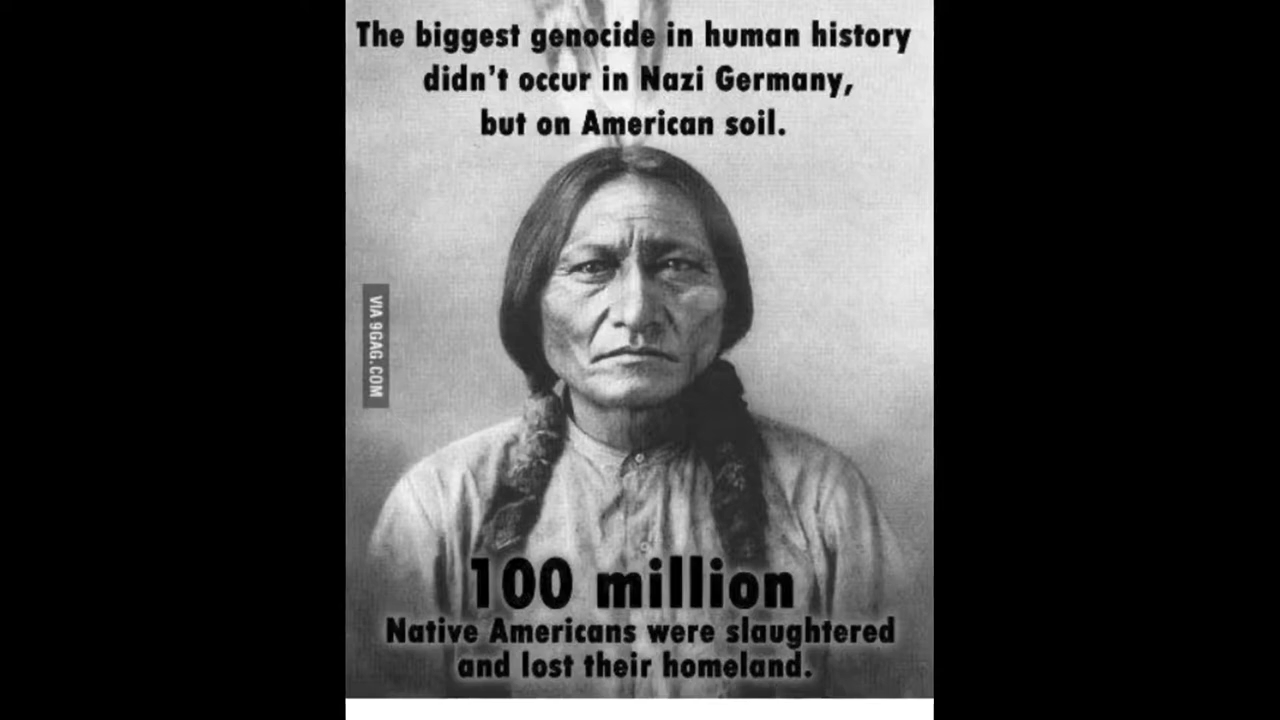 The biggest genocide in human history
didn't occur in Nazi Germany,
but on American soil.
VIA 9GAG.COM
100 million
Native Americans were slaughtered
and lost their homeland.